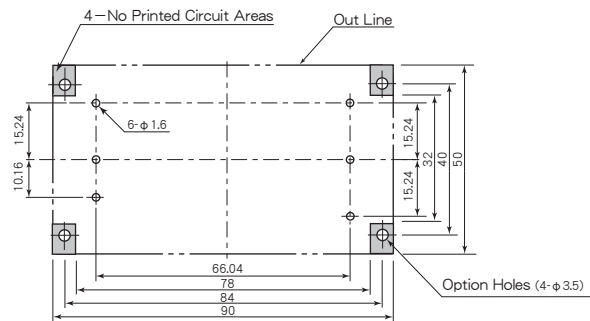 4－No Printed Circuit Areas
Out Line
6-φ1.6
15.24
10.16
15.24
15.24
32
40
50
66.04
78
84
90
Option Holes (4-φ3.5)